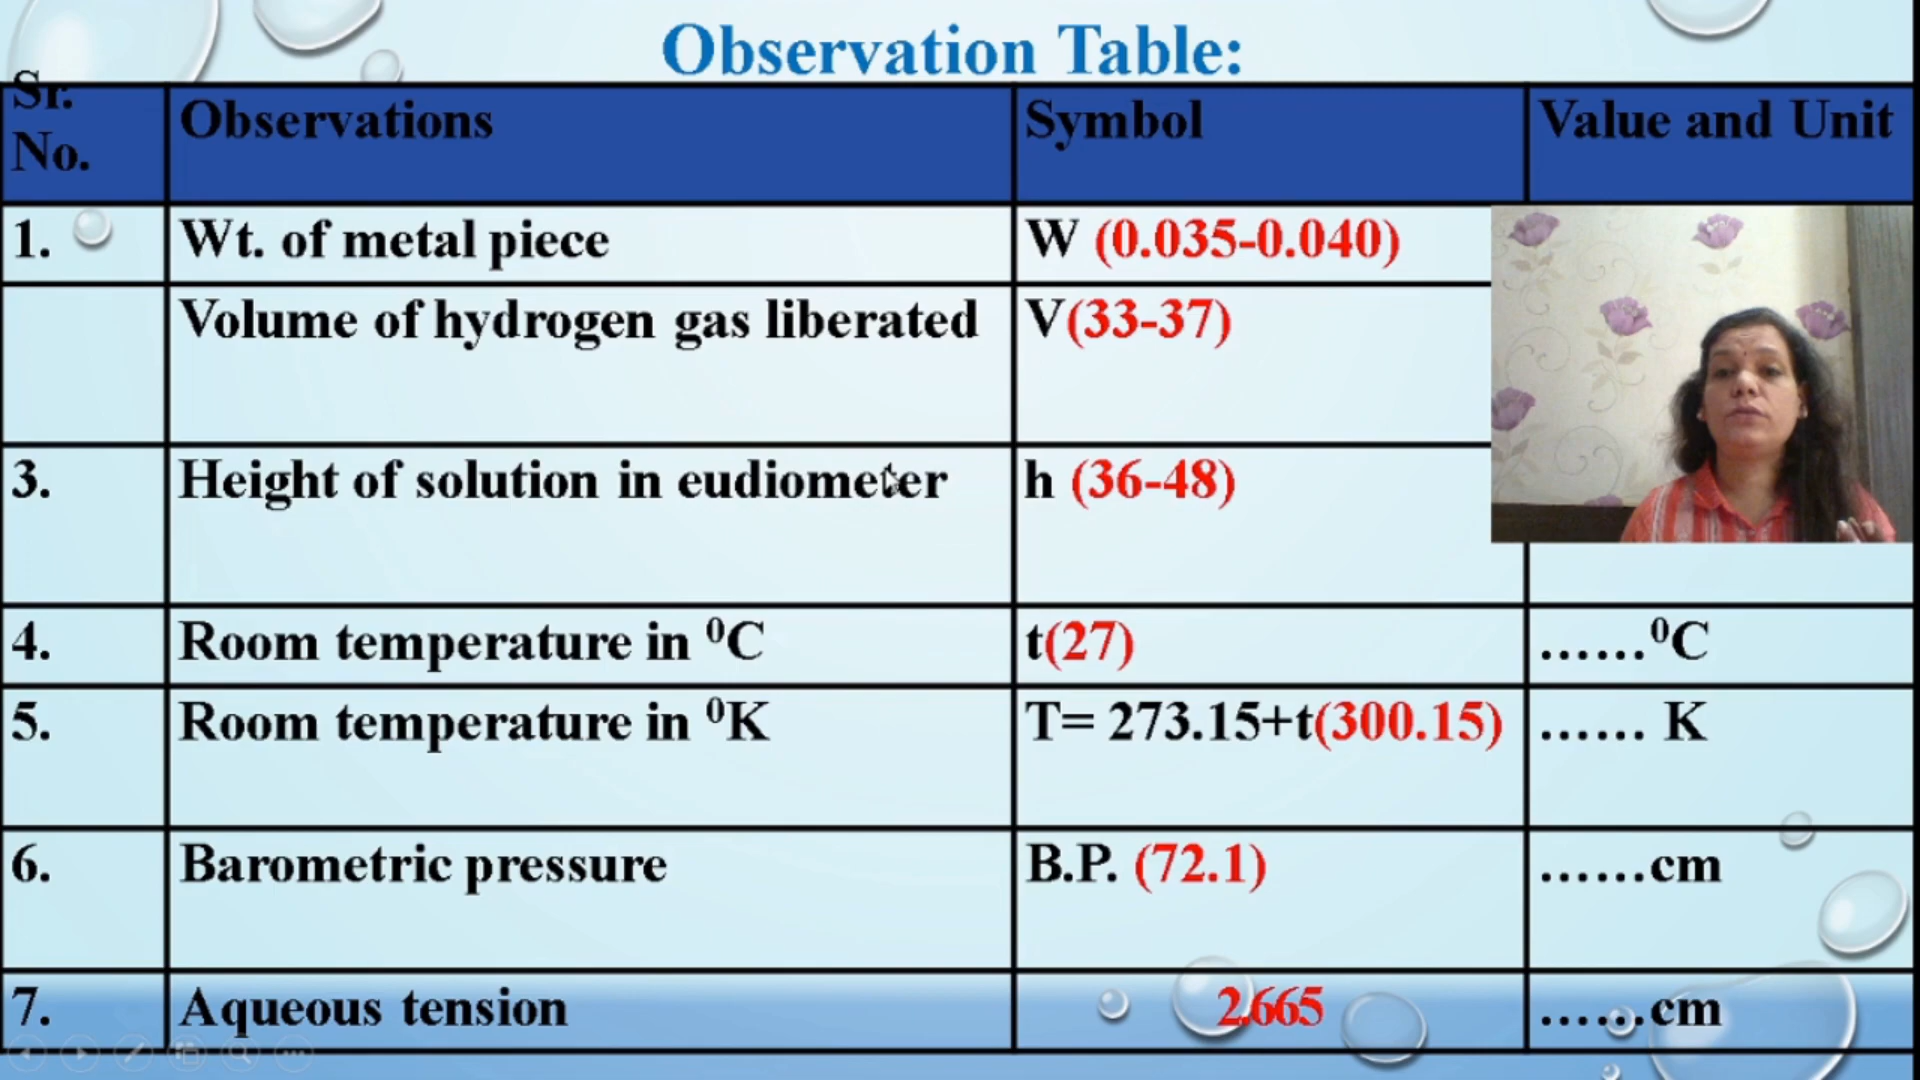 Observation Table:
Sr. No. Observations Symbol Value and Unit
1. Wt. of metal piece W (0.035-0.040)
Volume of hydrogen gas liberated V(33-37)
3. Height of solution in eudiometer h (36-48)
4. Room temperature in ⁰C t(27) ......⁰C
5. Room temperature in ⁰K T= 273.15+t(300.15) ...... K
6. Barometric pressure B.P. (72.1) ......cm
7. Aqueous tension 2.665 ......cm